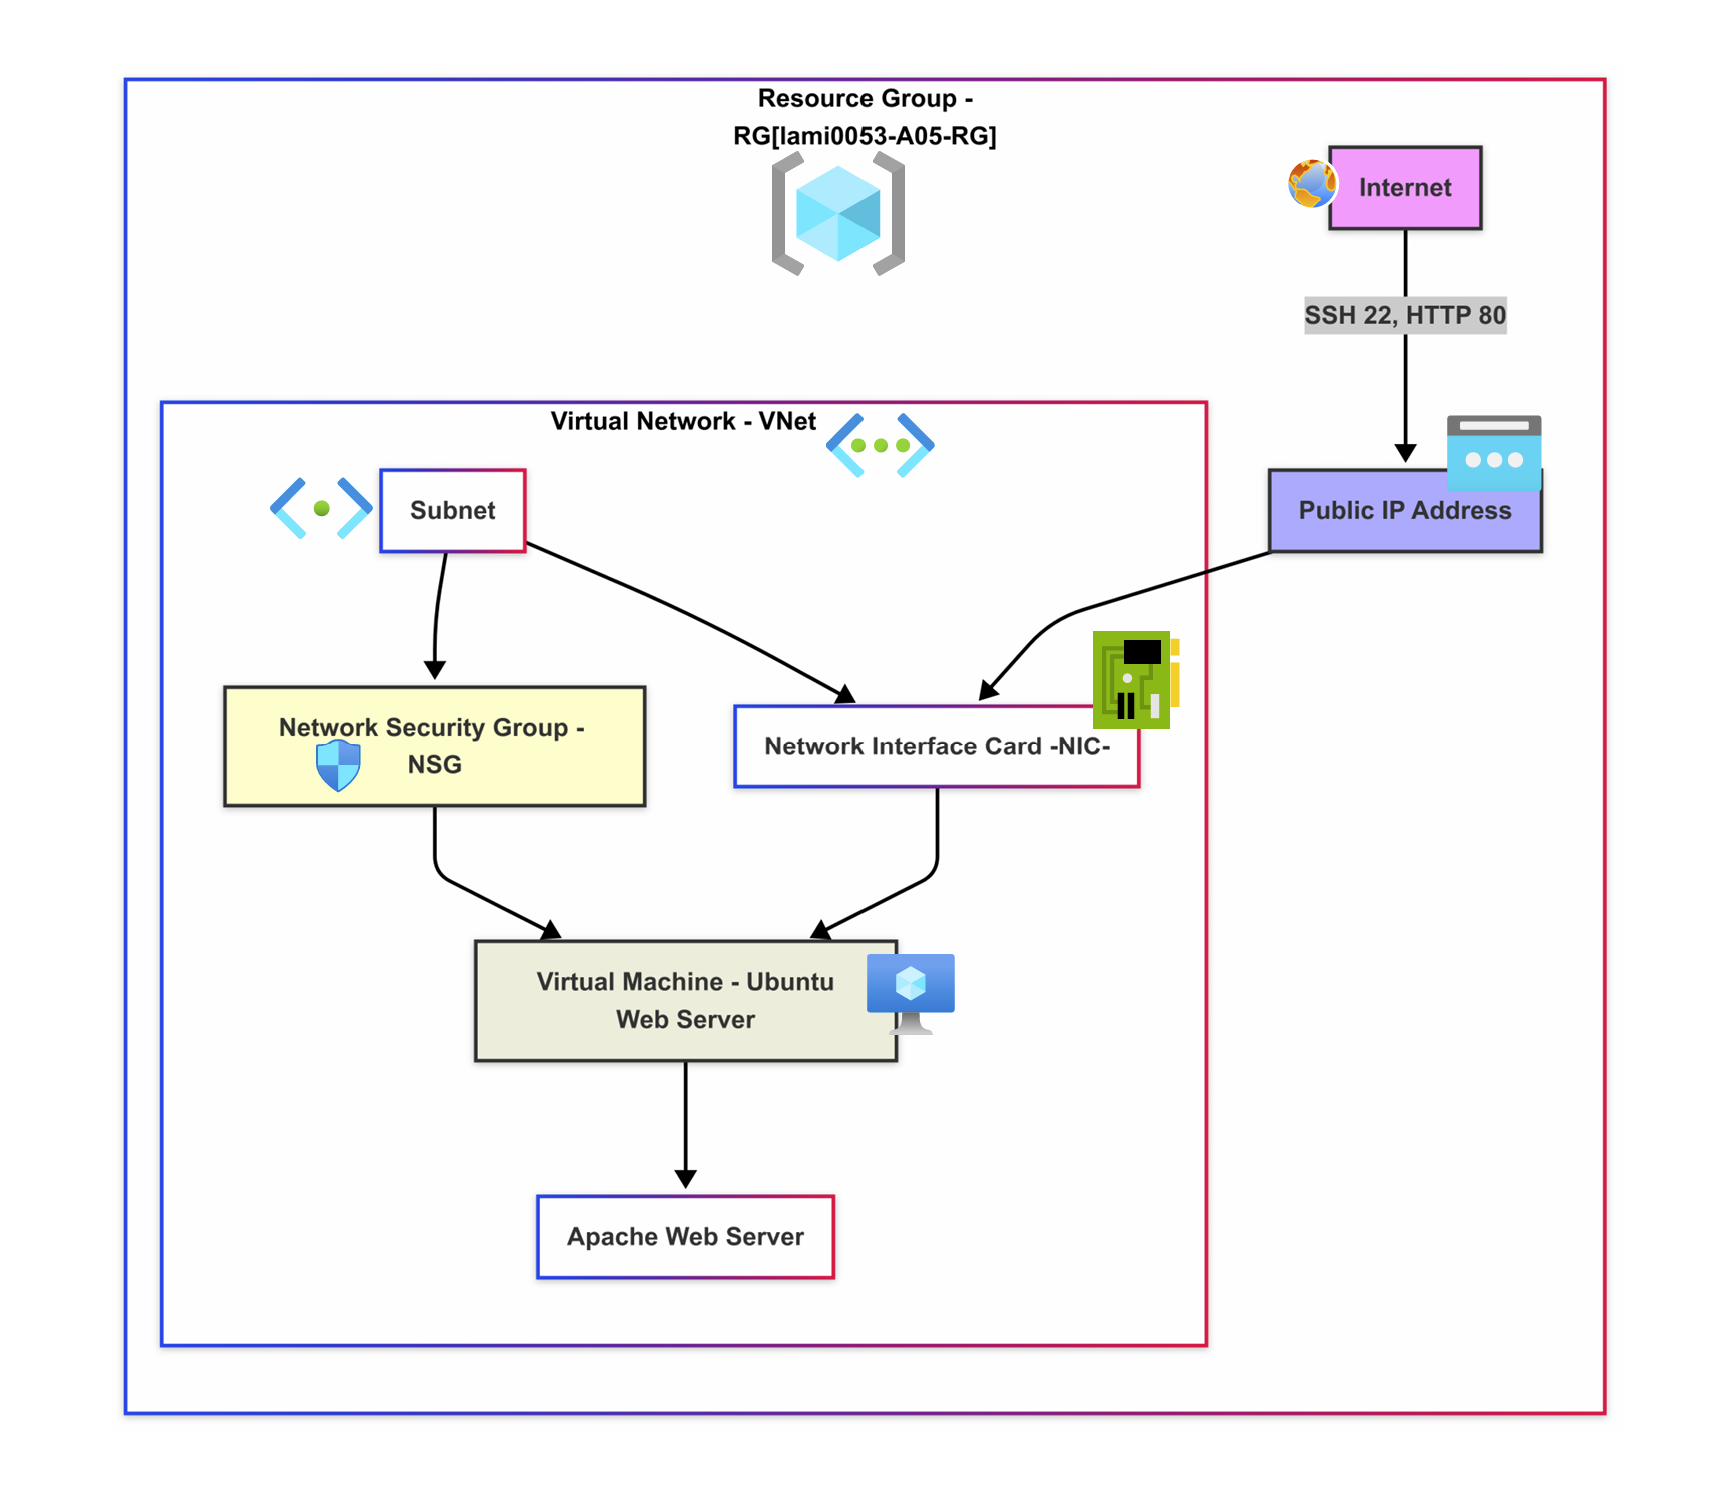 Resource Group -
RG[lami0053-A05-RG]
Internet
SSH 22, HTTP 80
Virtual Network - VNet
Subnet
Public IP Address
Network Security Group -
NSG
Network Interface Card -NIC-
Virtual Machine - Ubuntu
Web Server
Apache Web Server